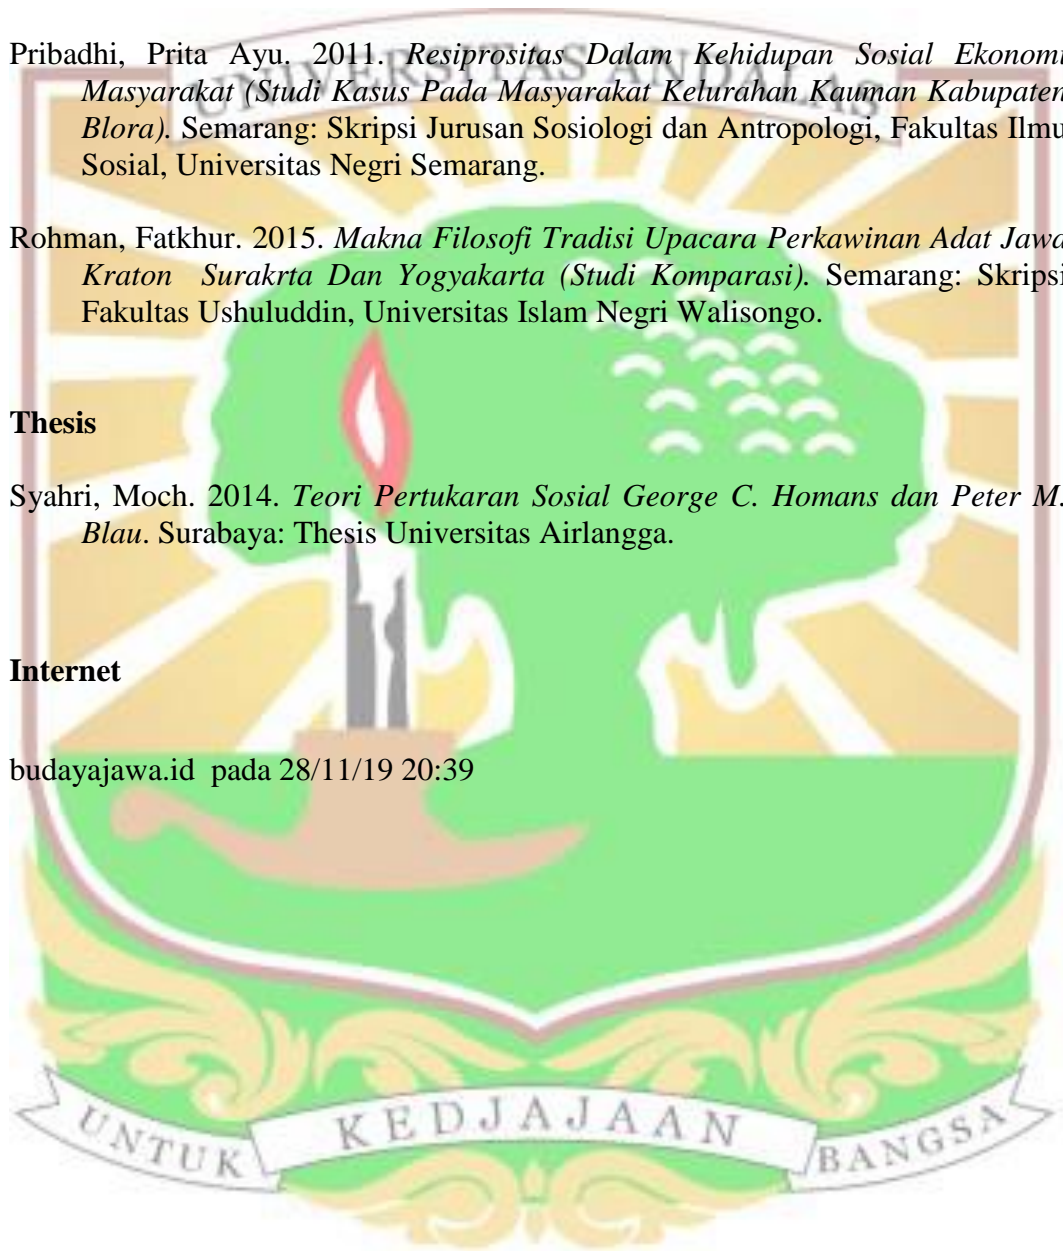 UNIVERSITAS ANDALAS
Pribadhi, Prita Ayu. 2011. Resiprositas Dalam Kehidupan Sosial Ekonomi
Masyarakat (Studi Kasus Pada Masyarakat Kelurahan Kauman Kabupaten
Blora). Semarang: Skripsi Jurusan Sosiologi dan Antropologi, Fakultas Ilmu
Sosial, Universitas Negri Semarang.
Rohman, Fatkhur. 2015. Makna Filosofi Tradisi Upacara Perkawinan Adat Jawa
Kraton Surakrta Dan Yogyakarta (Studi Komparasi). Semarang: Skripsi
Fakultas Ushuluddin, Universitas Islam Negri Walisongo.
Thesis
Syahri, Moch. 2014. Teori Pertukaran Sosial George C. Homans dan Peter M.
Blau. Surabaya: Thesis Universitas Airlangga.
Internet
budayajawa.id pada 28/11/19 20:39
UNTUK KEDJAJAAN BANGSA